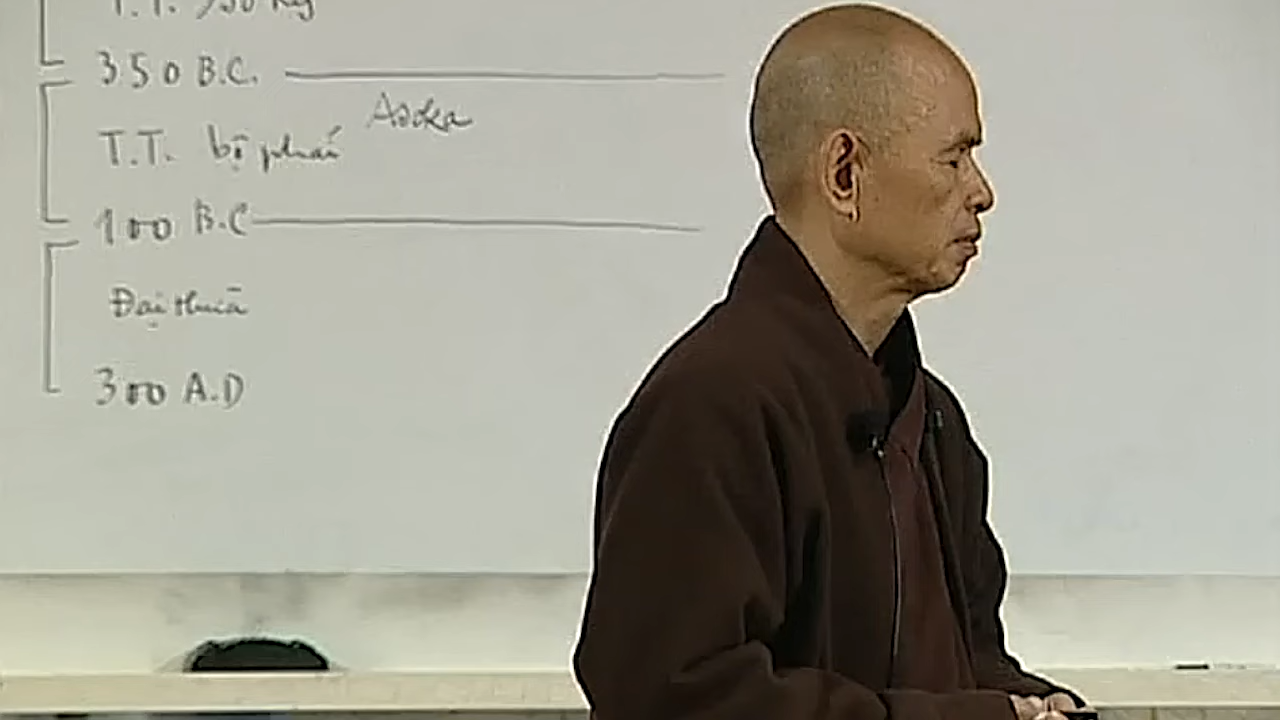 350 B.C.
Asoka
T.T. bộ phái
100 B.C
Đại thừa
300 A.D